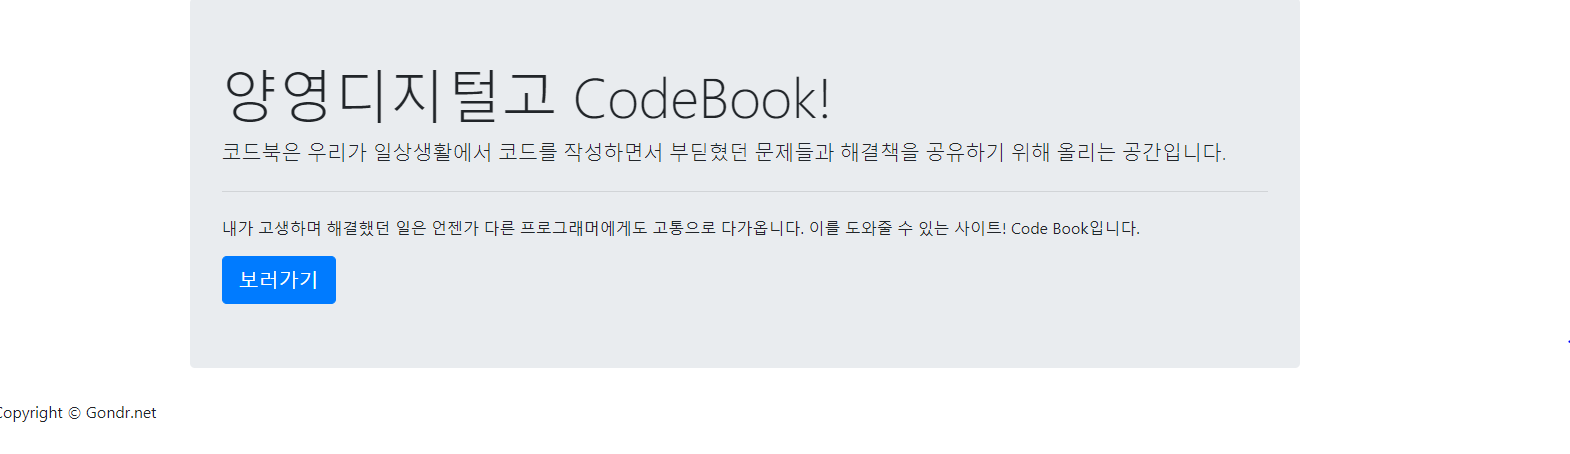 양영디지털고 CodeBook!
코드북은 우리가 일상생활에서 코드를 작성하면서 부딛혔던 문제들과 해결책을 공유하기 위해 올리는 공간입니다.
내가 고생하며 해결했던 일은 언젠가 다른 프로그래머에게도 고통으로 다가옵니다. 이를 도와줄 수 있는 사이트! Code Book입니다.
보러가기
Copyright © Gondr.net